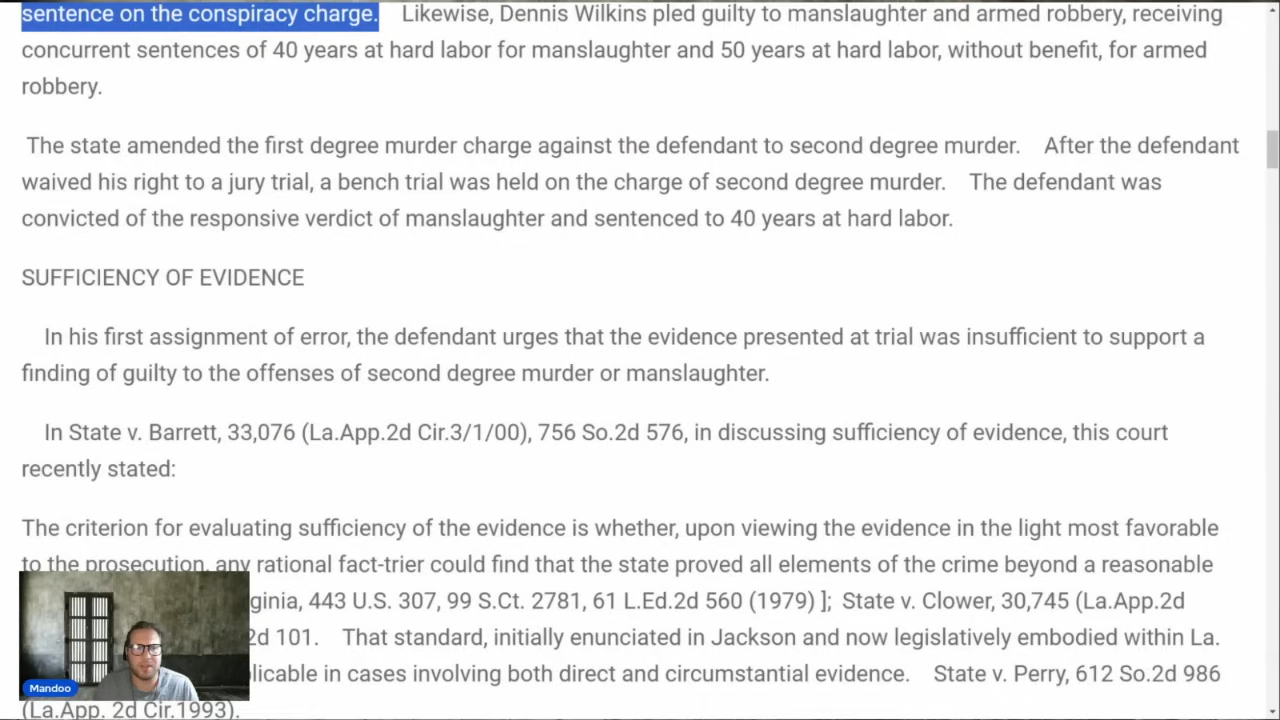 sentence on the conspiracy charge. Likewise, Dennis Wilkins pled guilty to manslaughter and armed robbery, receiving
concurrent sentences of 40 years at hard labor for manslaughter and 50 years at hard labor, without benefit, for armed
robbery.
The state amended the first degree murder charge against the defendant to second degree murder. After the defendant
waived his right to a jury trial, a bench trial was held on the charge of second degree murder. The defendant was
convicted of the responsive verdict of manslaughter and sentenced to 40 years at hard labor.
SUFFICIENCY OF EVIDENCE
In his first assignment of error, the defendant urges that the evidence presented at trial was insufficient to support a
finding of guilty to the offenses of second degree murder or manslaughter.
In State v. Barrett, 33,076 (La.App.2d Cir.3/1/00), 756 So.2d 576, in discussing sufficiency of evidence, this court
recently stated:
The criterion for evaluating sufficiency of the evidence is whether, upon viewing the evidence in the light most favorable
to the prosecution, any rational fact-trier could find that the state proved all elements of the crime beyond a reasonable
ginia, 443 U.S. 307, 99 S.Ct. 2781, 61 L.Ed.2d 560 (1979) ]; State v. Clower, 30,745 (La.App.2d
2d 101. That standard, initially enunciated in Jackson and now legislatively embodied within La.
licable in cases involving both direct and circumstantial evidence. State v. Perry, 612 So.2d 986
(La.App. 2d Cir.1993).
Mandoo